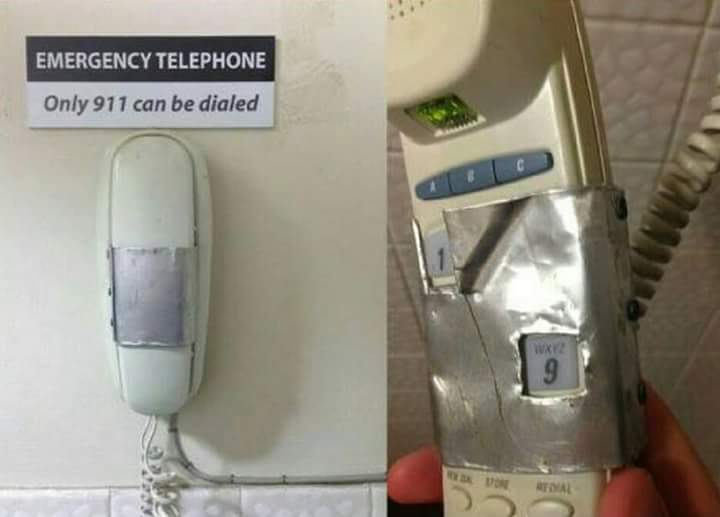 EMERGENCY TELEPHONE
Only 911 can be dialed
A B C
1
WXYZ
9
STORE REDIAL